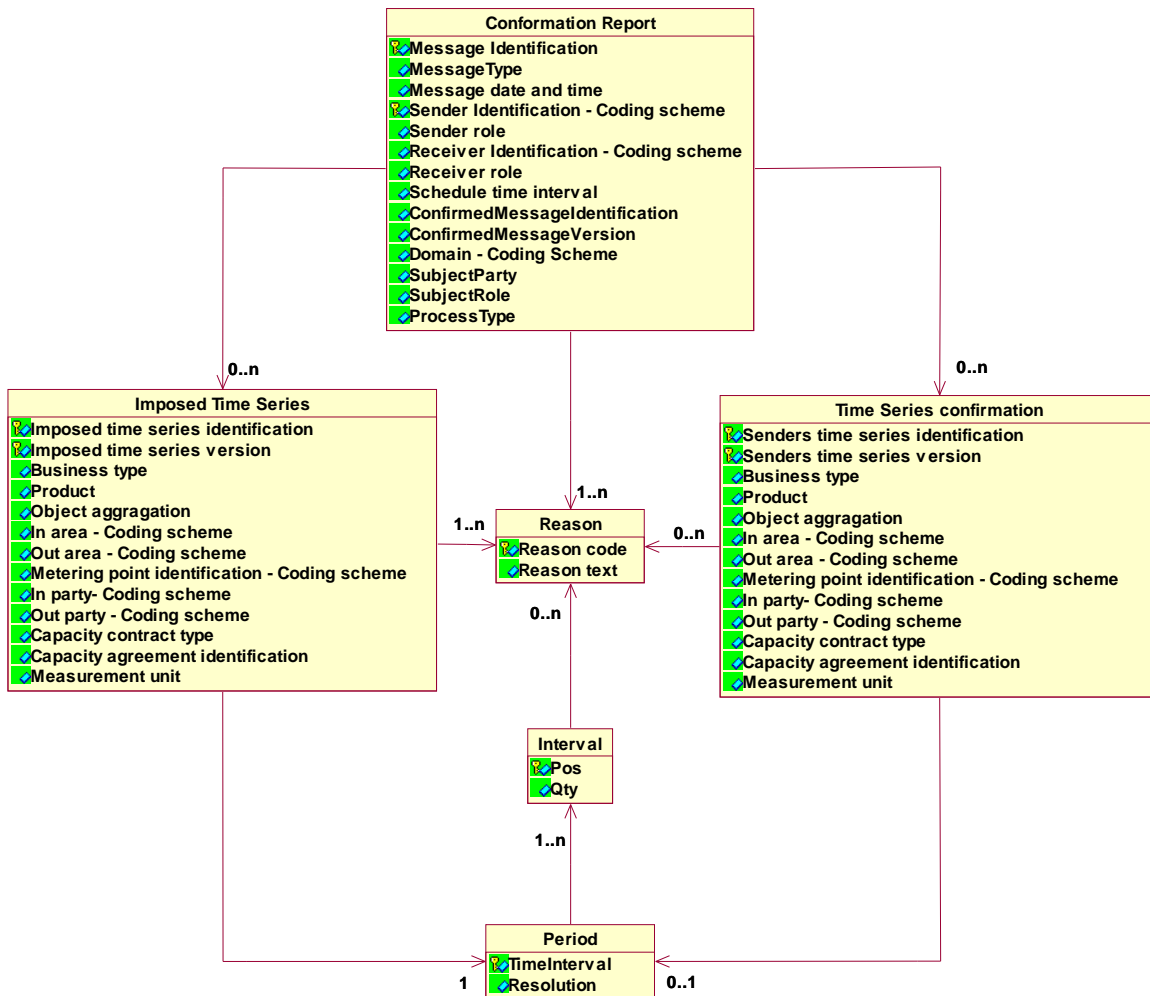 Conformation Report
Message Identification
MessageType
Message date and time
Sender Identification - Coding scheme
Sender role
Receiver Identification - Coding scheme
Receiver role
Schedule time interval
ConfirmedMessageIdentification
ConfirmedMessageVersion
Domain - Coding Scheme
SubjectParty
SubjectRole
ProcessType
0..n
0..n
Imposed Time Series
Imposed time series identification
Imposed time series version
Business type
Product
Object aggragation
In area - Coding scheme
Out area - Coding scheme
Metering point identification - Coding scheme
In party- Coding scheme
Out party - Coding scheme
Capacity contract type
Capacity agreement identification
Measurement unit
Time Series confirmation
Senders time series identification
Senders time series version
Business type
Product
Object aggragation
In area - Coding scheme
Out area - Coding scheme
Metering point identification - Coding scheme
In party- Coding scheme
Out party - Coding scheme
Capacity contract type
Capacity agreement identification
Measurement unit
1..n
1..n
0..n
Reason
Reason code
Reason text
0..n
Interval
Pos
Qty
1..n
Period
TimeInterval
Resolution
1
0..1